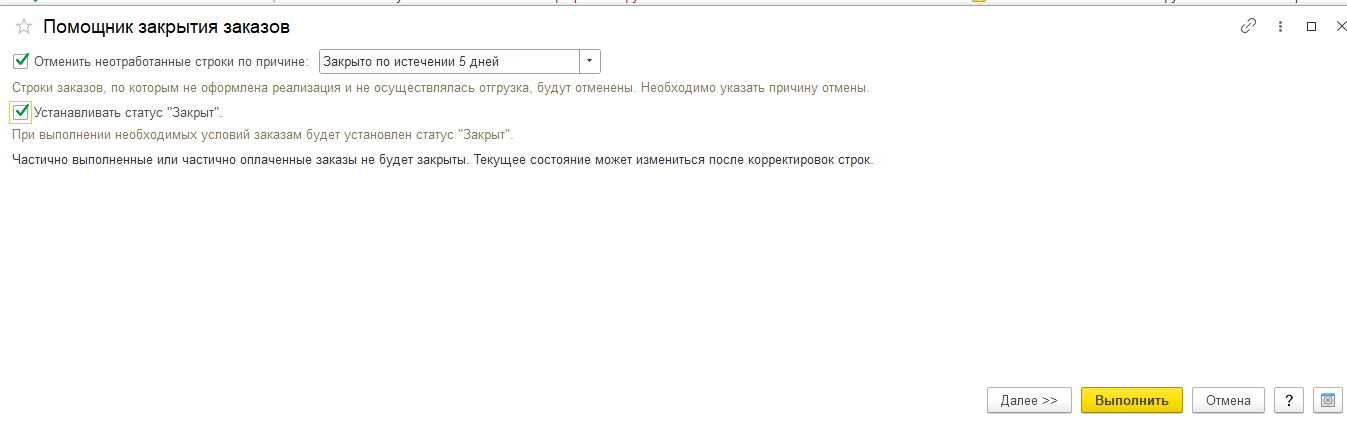 Помощник закрытия заказов
Отменить неотработанные строки по причине: Закрыто по истечении 5 дней
Строки заказов, по которым не оформлена реализация и не осуществлялась отгрузка, будут отменены. Необходимо указать причину отмены.
Устанавливать статус "Закрыт".
При выполнении необходимых условий заказам будет установлен статус "Закрыт".
Частично выполненные или частично оплаченные заказы не будет закрыты. Текущее состояние может измениться после корректировок строк.
Далее >> Выполнить Отмена ?